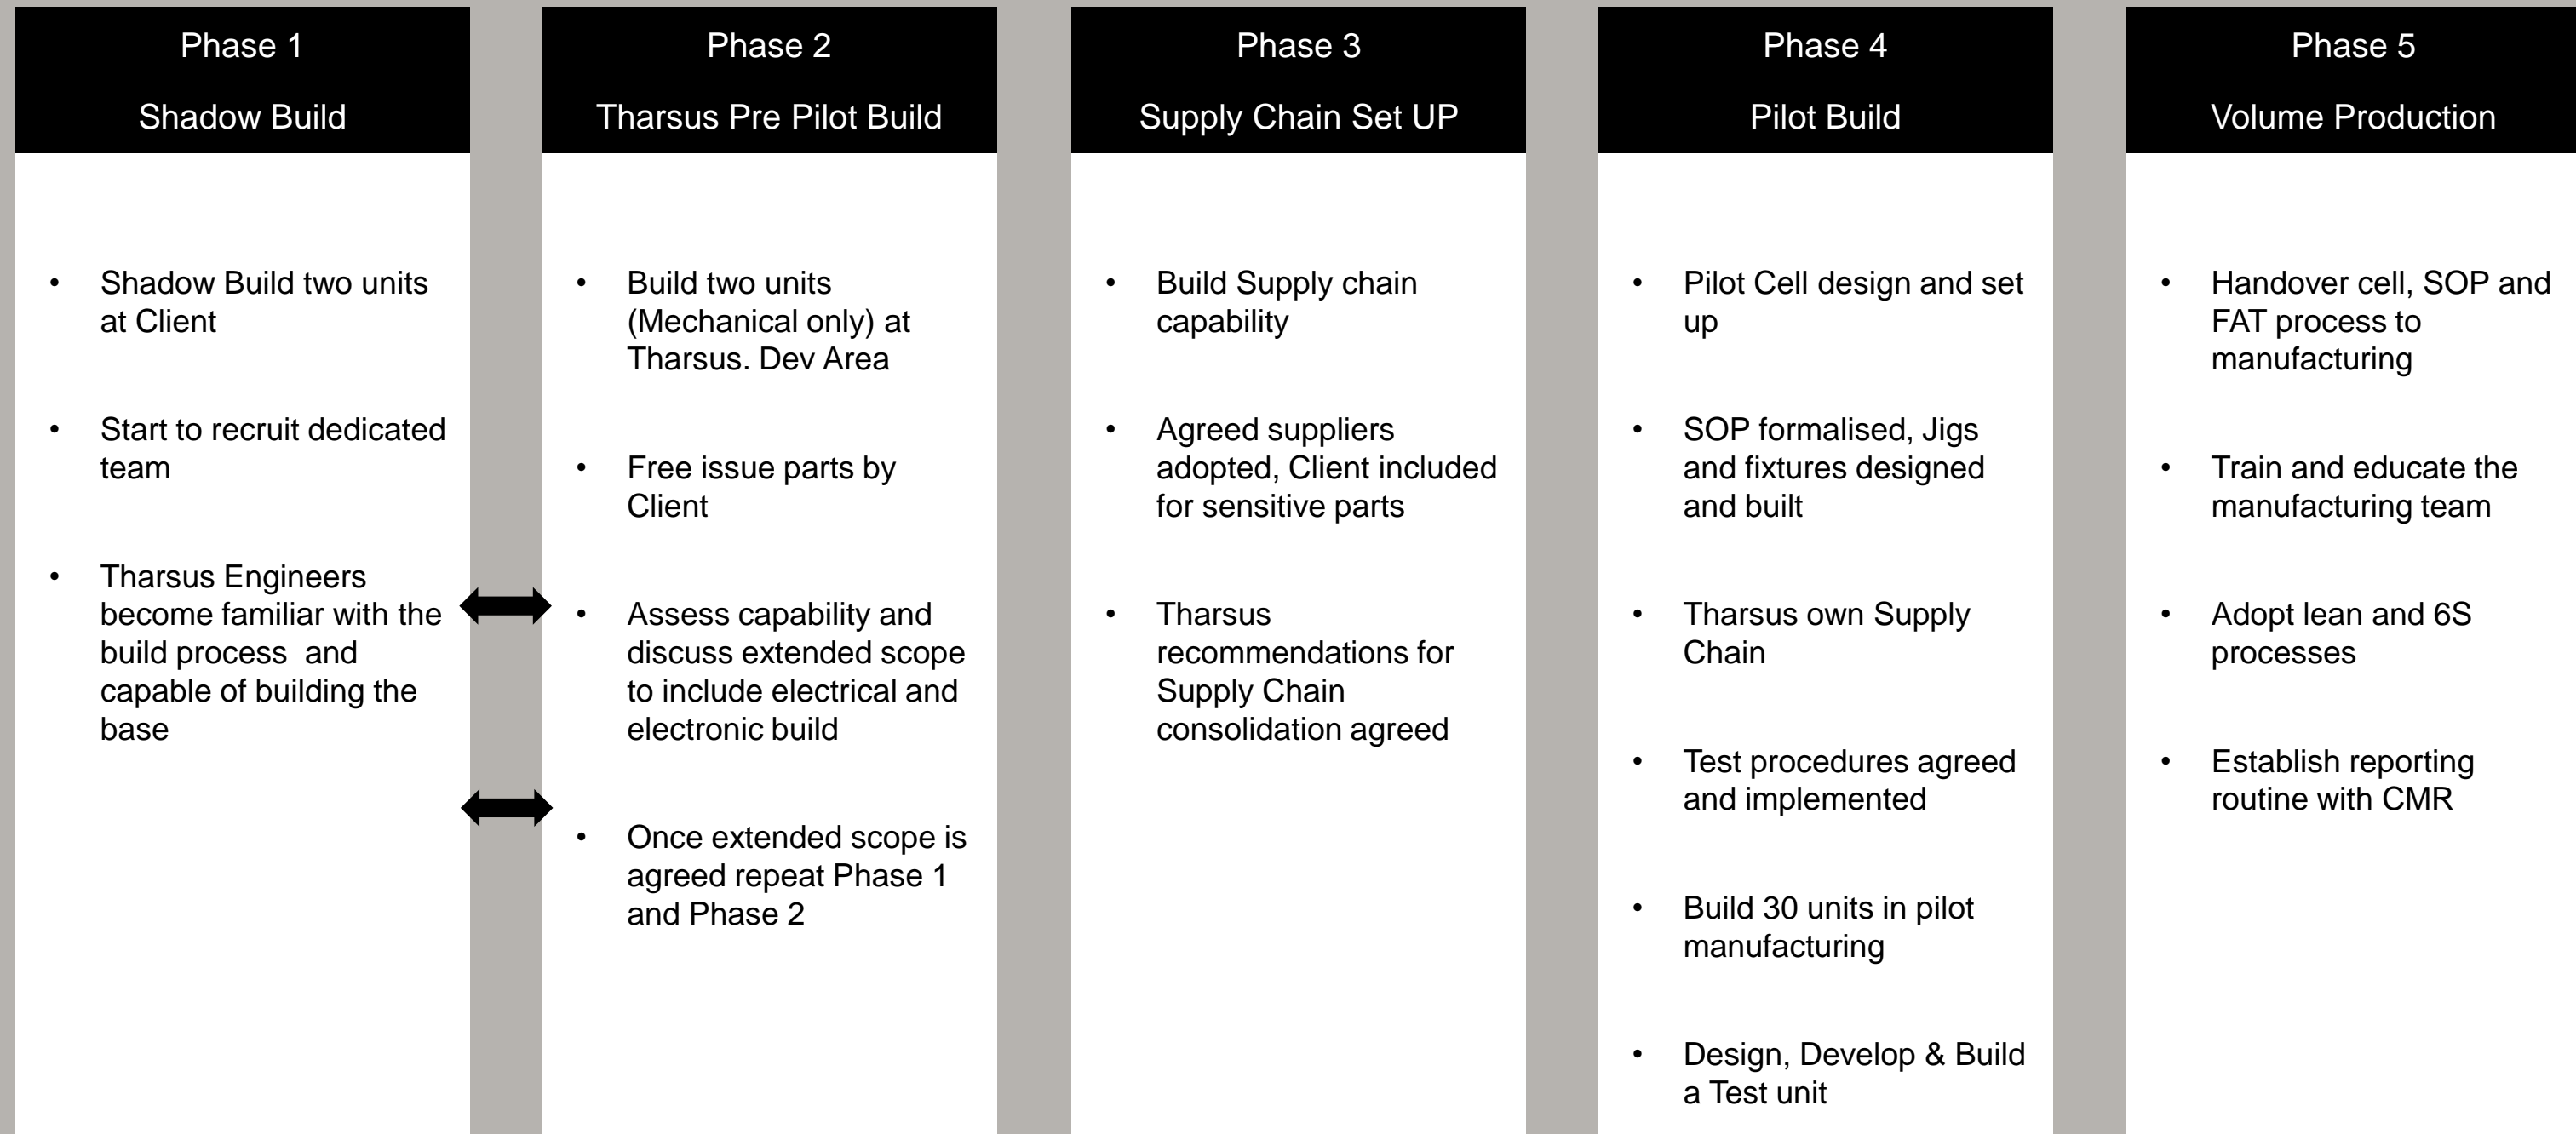 Phase 1
Shadow Build
• Shadow Build two units
at Client
• Start to recruit dedicated
team
• Tharsus Engineers
become familiar with the
build process and
capable of building the
base
Phase 2
Tharsus Pre Pilot Build
• Build two units
(Mechanical only) at
Tharsus. Dev Area
• Free issue parts by
Client
• Assess capability and
discuss extended scope
to include electrical and
electronic build
• Once extended scope is
agreed repeat Phase 1
and Phase 2
Phase 3
Supply Chain Set UP
• Build Supply chain
capability
• Agreed suppliers
adopted, Client included
for sensitive parts
• Tharsus
recommendations for
Supply Chain
consolidation agreed
Phase 4
Pilot Build
• Pilot Cell design and set
up
• SOP formalised, Jigs
and fixtures designed
and built
• Tharsus own Supply
Chain
• Test procedures agreed
and implemented
• Build 30 units in pilot
manufacturing
• Design, Develop & Build
a Test unit
Phase 5
Volume Production
• Handover cell, SOP and
FAT process to
manufacturing
• Train and educate the
manufacturing team
• Adopt lean and 6S
processes
• Establish reporting
routine with CMR